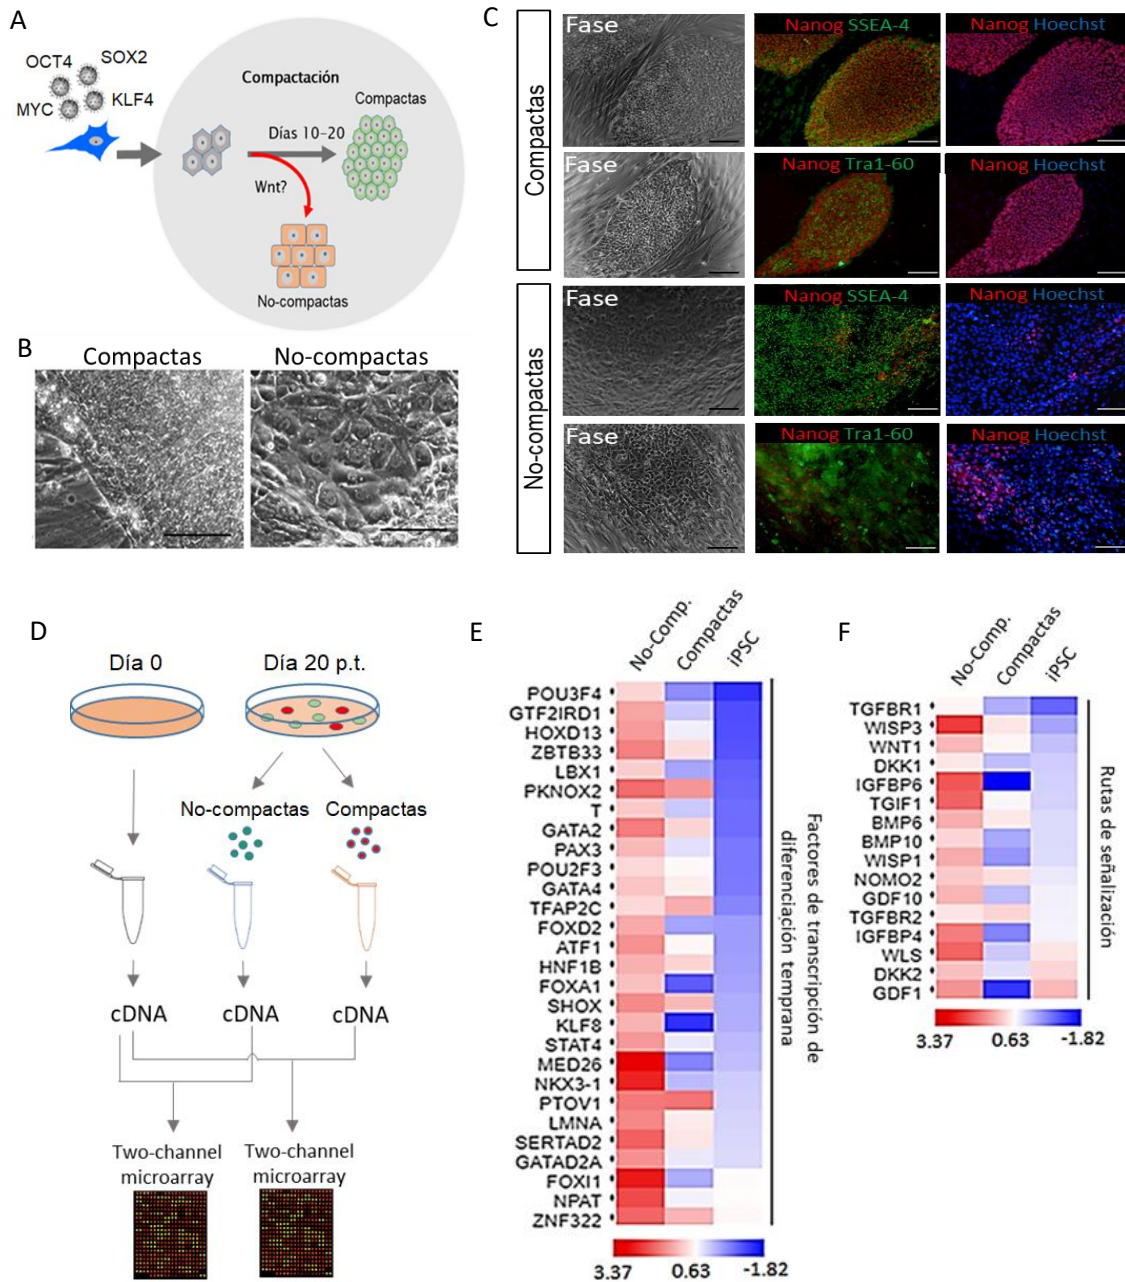 A
OCT4
SOX2
MYC
KLF4
Compactación
Compactas
Días 10-20
Wnt?
No-compactas
B
Compactas
No-compactas
C
Compactas
No-compactas
Fase
Nanog SSEA-4
Nanog Hoechst
Fase
Nanog Tra1-60
Nanog Hoechst
Fase
Nanog SSEA-4
Nanog Hoechst
Fase
Nanog Tra1-60
Nanog Hoechst
D
Día 0
Día 20 p.t.
No-compactas
Compactas
cDNA
cDNA
cDNA
Two-channel
microarray
Two-channel
microarray
E
No-Comp.
Compactas
iPSC
POU3F4
GTF2IRD1
HOXD13
ZBTB33
LBX1
PKNOX2
T
GATA2
PAX3
POU2F3
GATA4
TFAP2C
FOXD2
ATF1
HNF1B
FOXA1
SHOX
KLF8
STAT4
MED26
NKX3-1
PTOV1
LMNA
SERTAD2
GATAD2A
FOXI1
NPAT
ZNF322
Factores de transcripción de
diferenciación temprana
3.37
0.63
-1.82
F
No-Comp.
Compactas
iPSC
TGFBR1
WISP3
WNT1
DKK1
IGFBP6
TGIF1
BMP6
BMP10
WISP1
NOMO2
GDF10
TGFBR2
IGFBP4
WLS
DKK2
GDF1
Rutas de señalización
3.37
0.63
-1.82